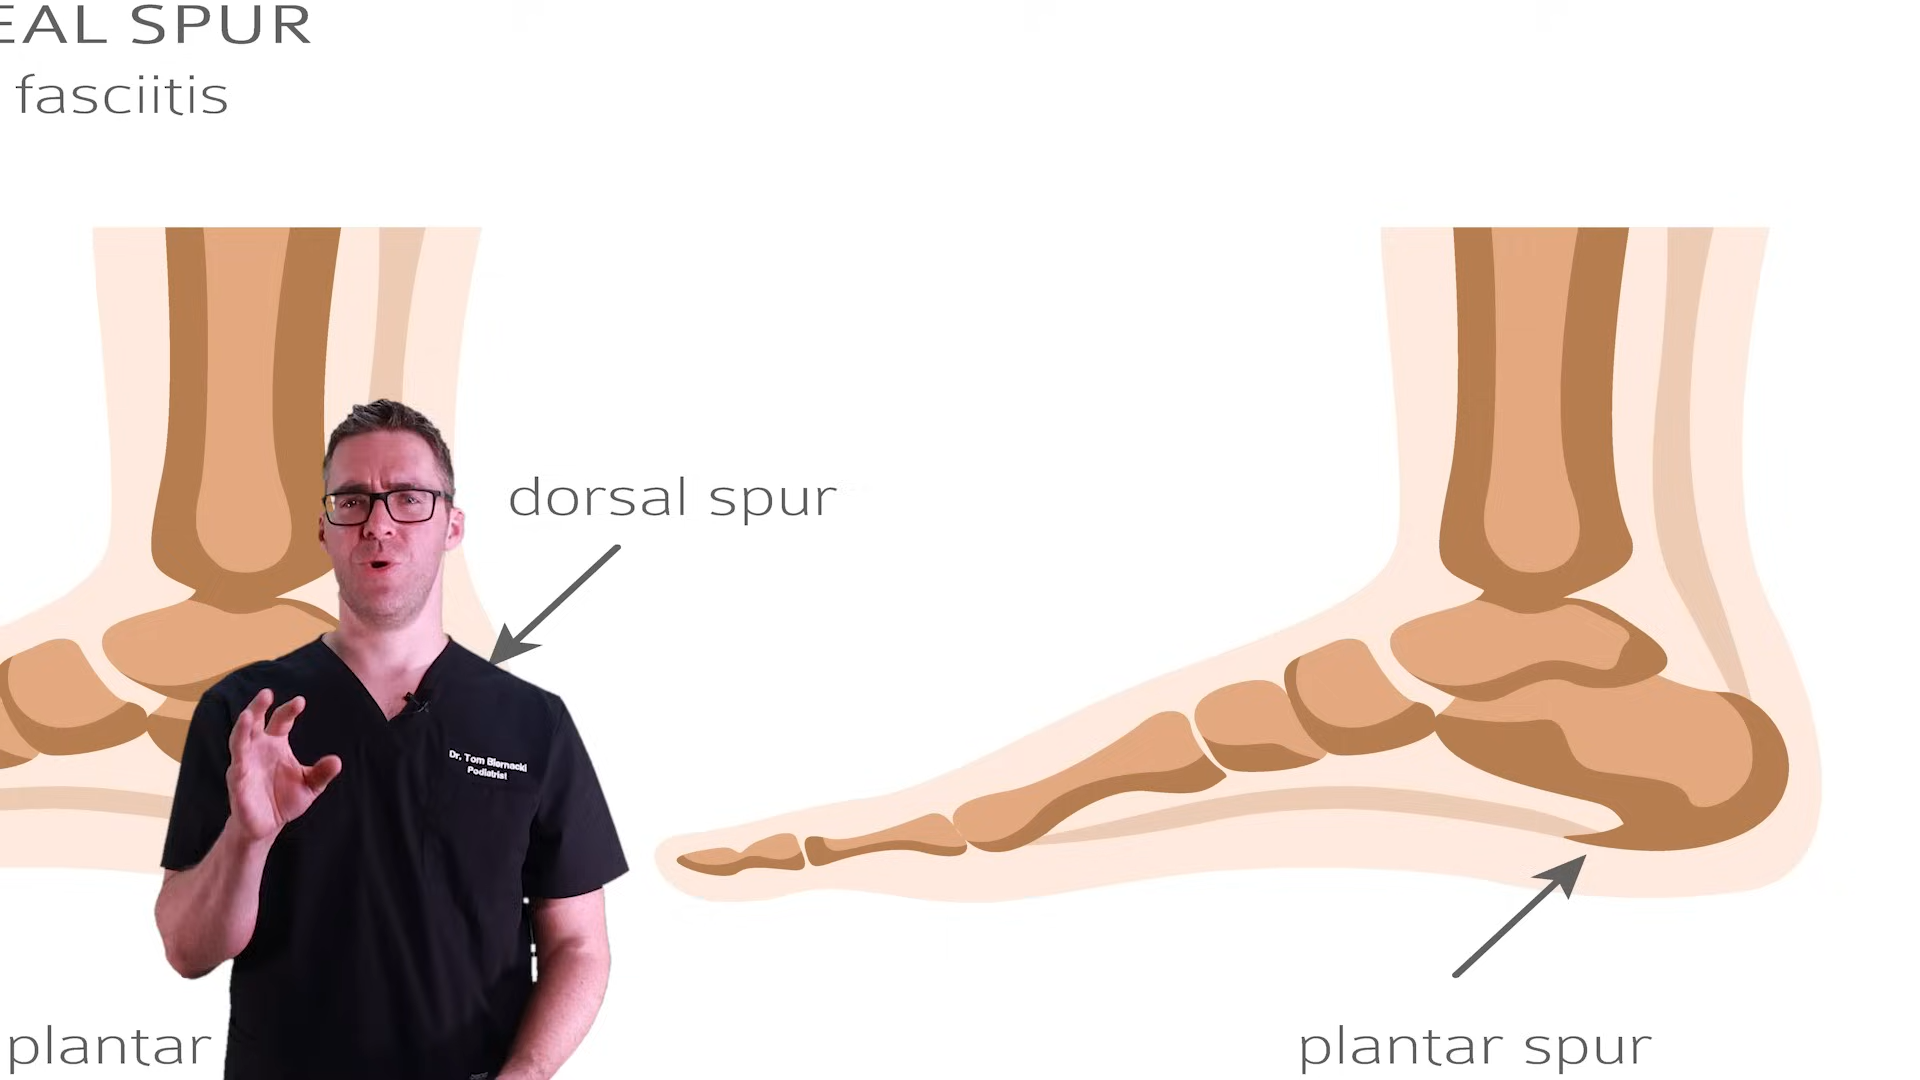 EAL SPUR
fasciitis
dorsal spur
Dr. Tom Biernacki
Podiatrist
plantar
plantar spur